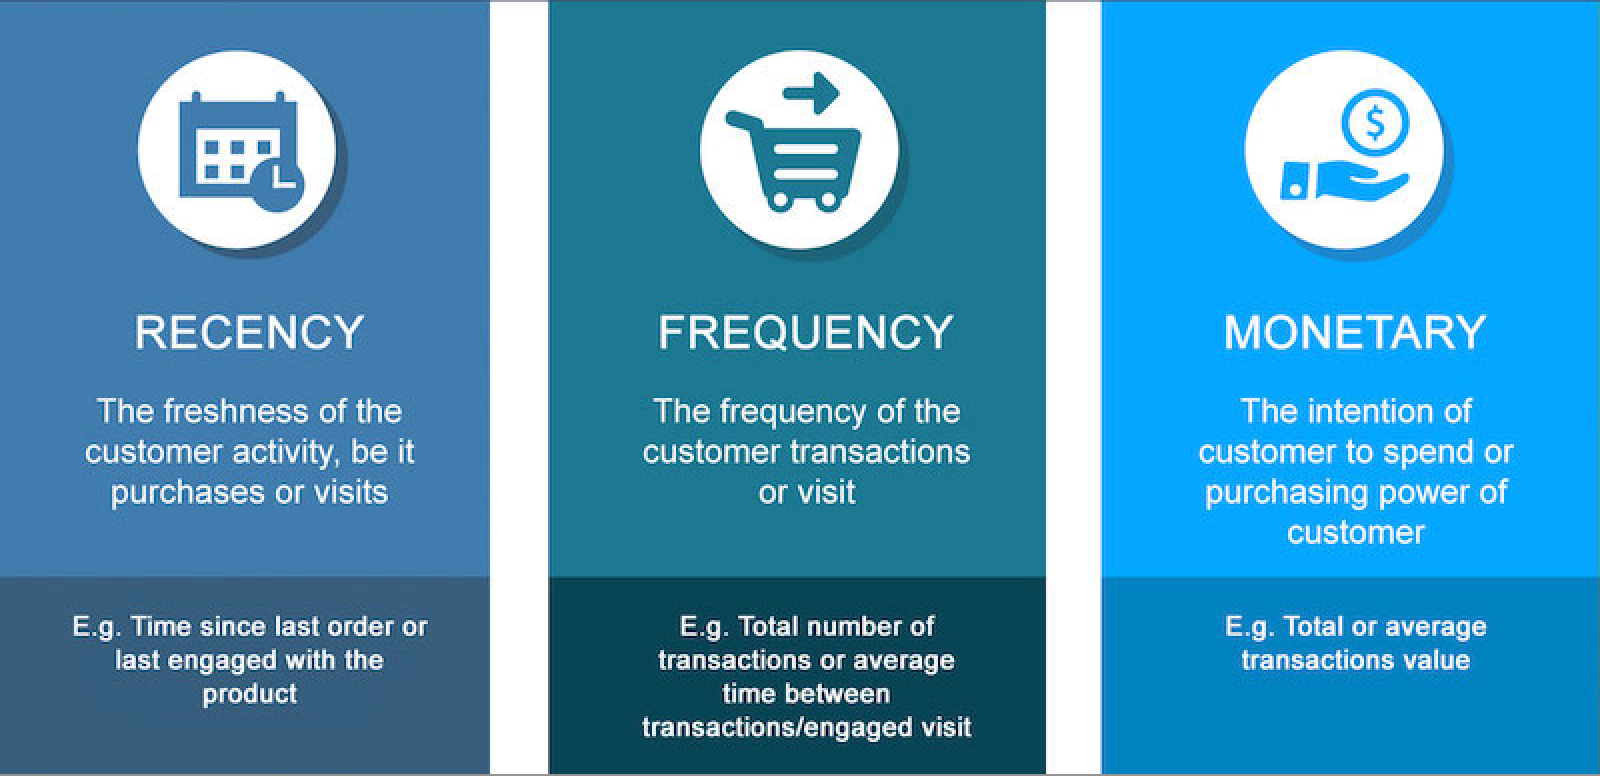 $
RECENCY
The freshness of the
customer activity, be it
purchases or visits
E.g. Time since last order or
last engaged with the
product
FREQUENCY
The frequency of the
customer transactions
or visit
E.g. Total number of
transactions or average
time between
transactions/engaged visit
MONETARY
The intention of
customer to spend or
purchasing power of
customer
E.g. Total or average
transactions value